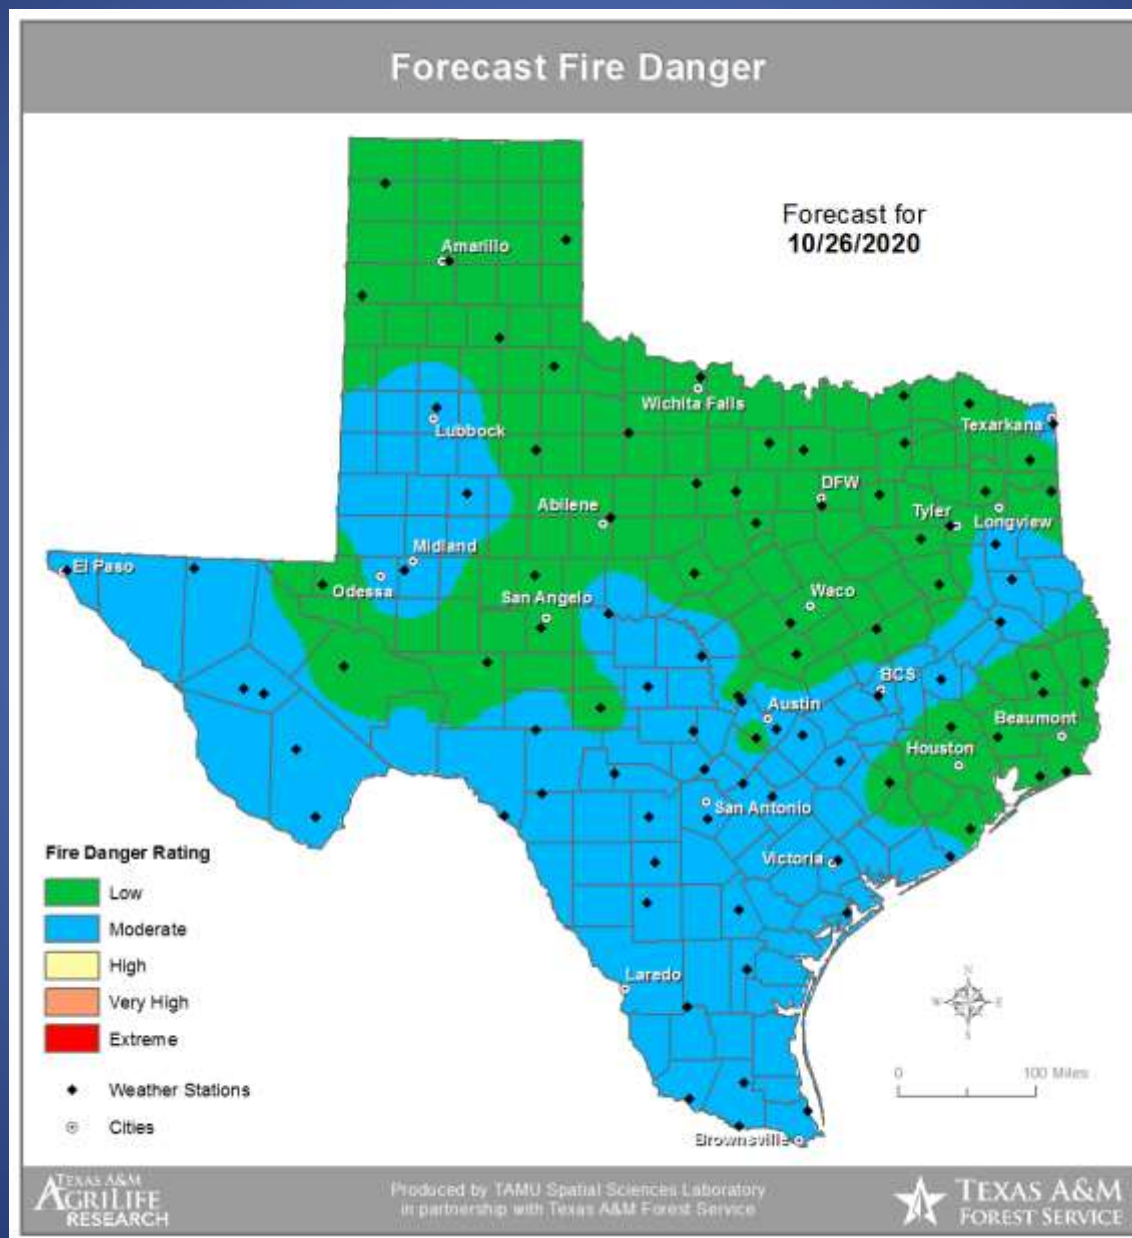 Forecast Fire Danger
Forecast for
10/26/2020
Amarillo
Wichita Falls
Lubbock
Texarkana
DFW
Abilene
Tyler
Longview
Midland
El Paso
Odessa
San Angelo
Waco
BCS
Austin
Beaumont
Houston
San Antonio
Victoria
Laredo
Brownsville
Fire Danger Rating
Low
Moderate
High
Very High
Extreme
Weather Stations
Cities
N
W E
S
0 100 Miles
TEXAS A&M
AGRILIFE
RESEARCH
Produced by TAMU Spatial Sciences Laboratory
in partnership with Texas A&M Forest Service
TEXAS A&M
FOREST SERVICE